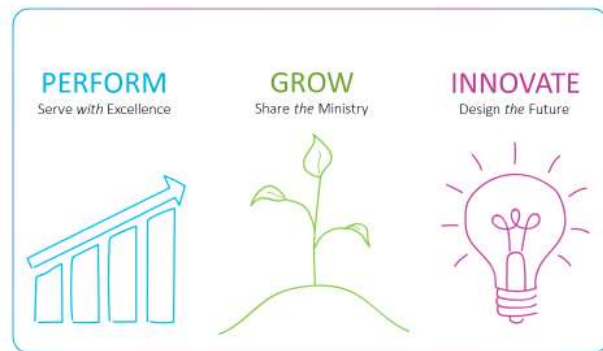 PERFORM
Serve with Excellence
GROW
Share the Ministry
INNOVATE
Design the Future